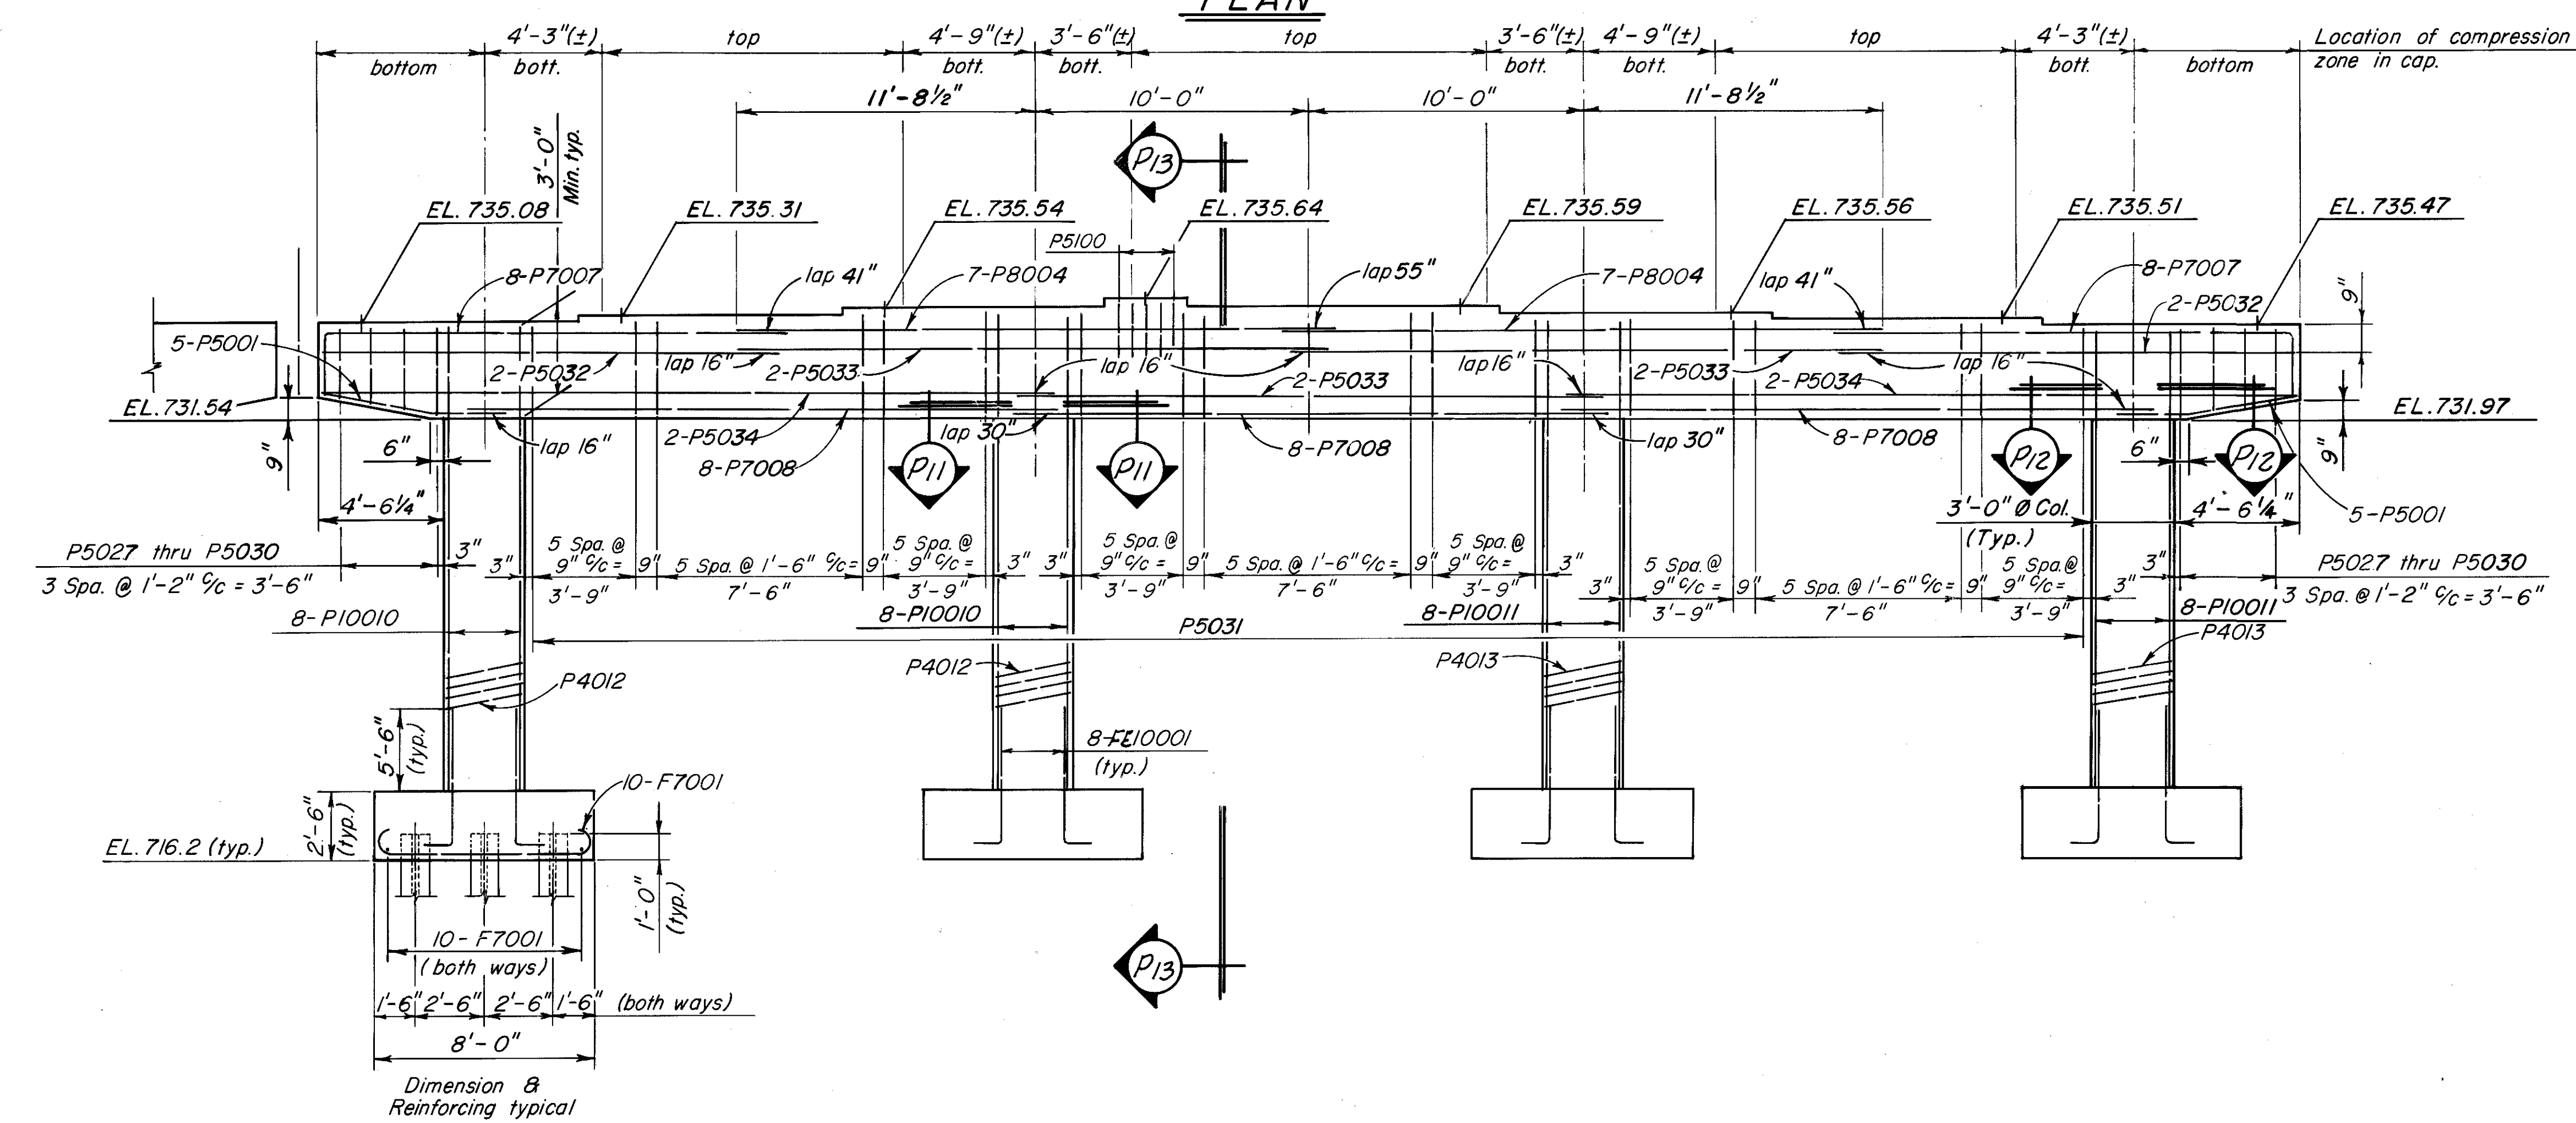 PLAN
4'-3"(±) top 4'-9"(±) 3'-6"(±) top 3'-6"(±) 4'-9"(±) top 4'-3"(±) Location of compression
bottom bott. bott. bott. bott. bott. bott. bottom zone in cap.
11'-8½" 10'-0" 10'-0" 11'-8½"
3'-0"
Min. typ.
P13
EL. 735.08 EL. 735.31 EL. 735.54 EL. 735.64 EL. 735.59 EL. 735.56 EL. 735.51 EL. 735.47
P5100
8-P7007 lap 41" 7-P8004 lap 55" 7-P8004 lap 41" 8-P7007
2-P5032
9"
5-P5001
2-P5032 lap 16" 2-P5033 lap 16" 2-P5033 lap 16" 2-P5033 2-P5034 lap 16"
EL. 731.54 EL. 731.97
9" 6" lap 16" 2-P5034 lap 30" lap 30" 6" 9"
8-P7008 8-P7008 8-P7008
P11 P11 P12 P12
4'-6¼" 3'-0" Ø Col. 4'-6¼"
(Typ.)
5-P5001
P5027 thru P5030
3 Spa. @ 1'-2" c/c = 3'-6"
3" 3"
5 Spa. @
9" c/c =
3'-9"
9"
5 Spa. @ 1'-6" c/c =
7'-6"
9"
5 Spa. @
9" c/c =
3'-9"
3" 3"
5 Spa. @
9" c/c =
3'-9"
9"
5 Spa. @ 1'-6" c/c =
7'-6"
9"
5 Spa. @
9" c/c =
3'-9"
3" 3"
5 Spa. @
9" c/c =
3'-9"
9"
5 Spa. @ 1'-6" c/c =
7'-6"
9"
5 Spa. @
9" c/c =
3'-9"
3" 3"
P5027 thru P5030
3 Spa. @ 1'-2" c/c = 3'-6"
8-P10010 8-P10010 8-P10011 8-P10011
P5031
P4012 P4012 P4013 P4013
5'-6"
(typ.)
8-FE10001
(typ.)
2'-6"
(typ.)
10-F7001
EL. 716.2 (typ.)
1'-0"
(typ.)
10-F7001
(both ways)
P13
1'-6" 2'-6" 2'-6" 1'-6" (both ways)
8'-0"
Dimension &
Reinforcing typical